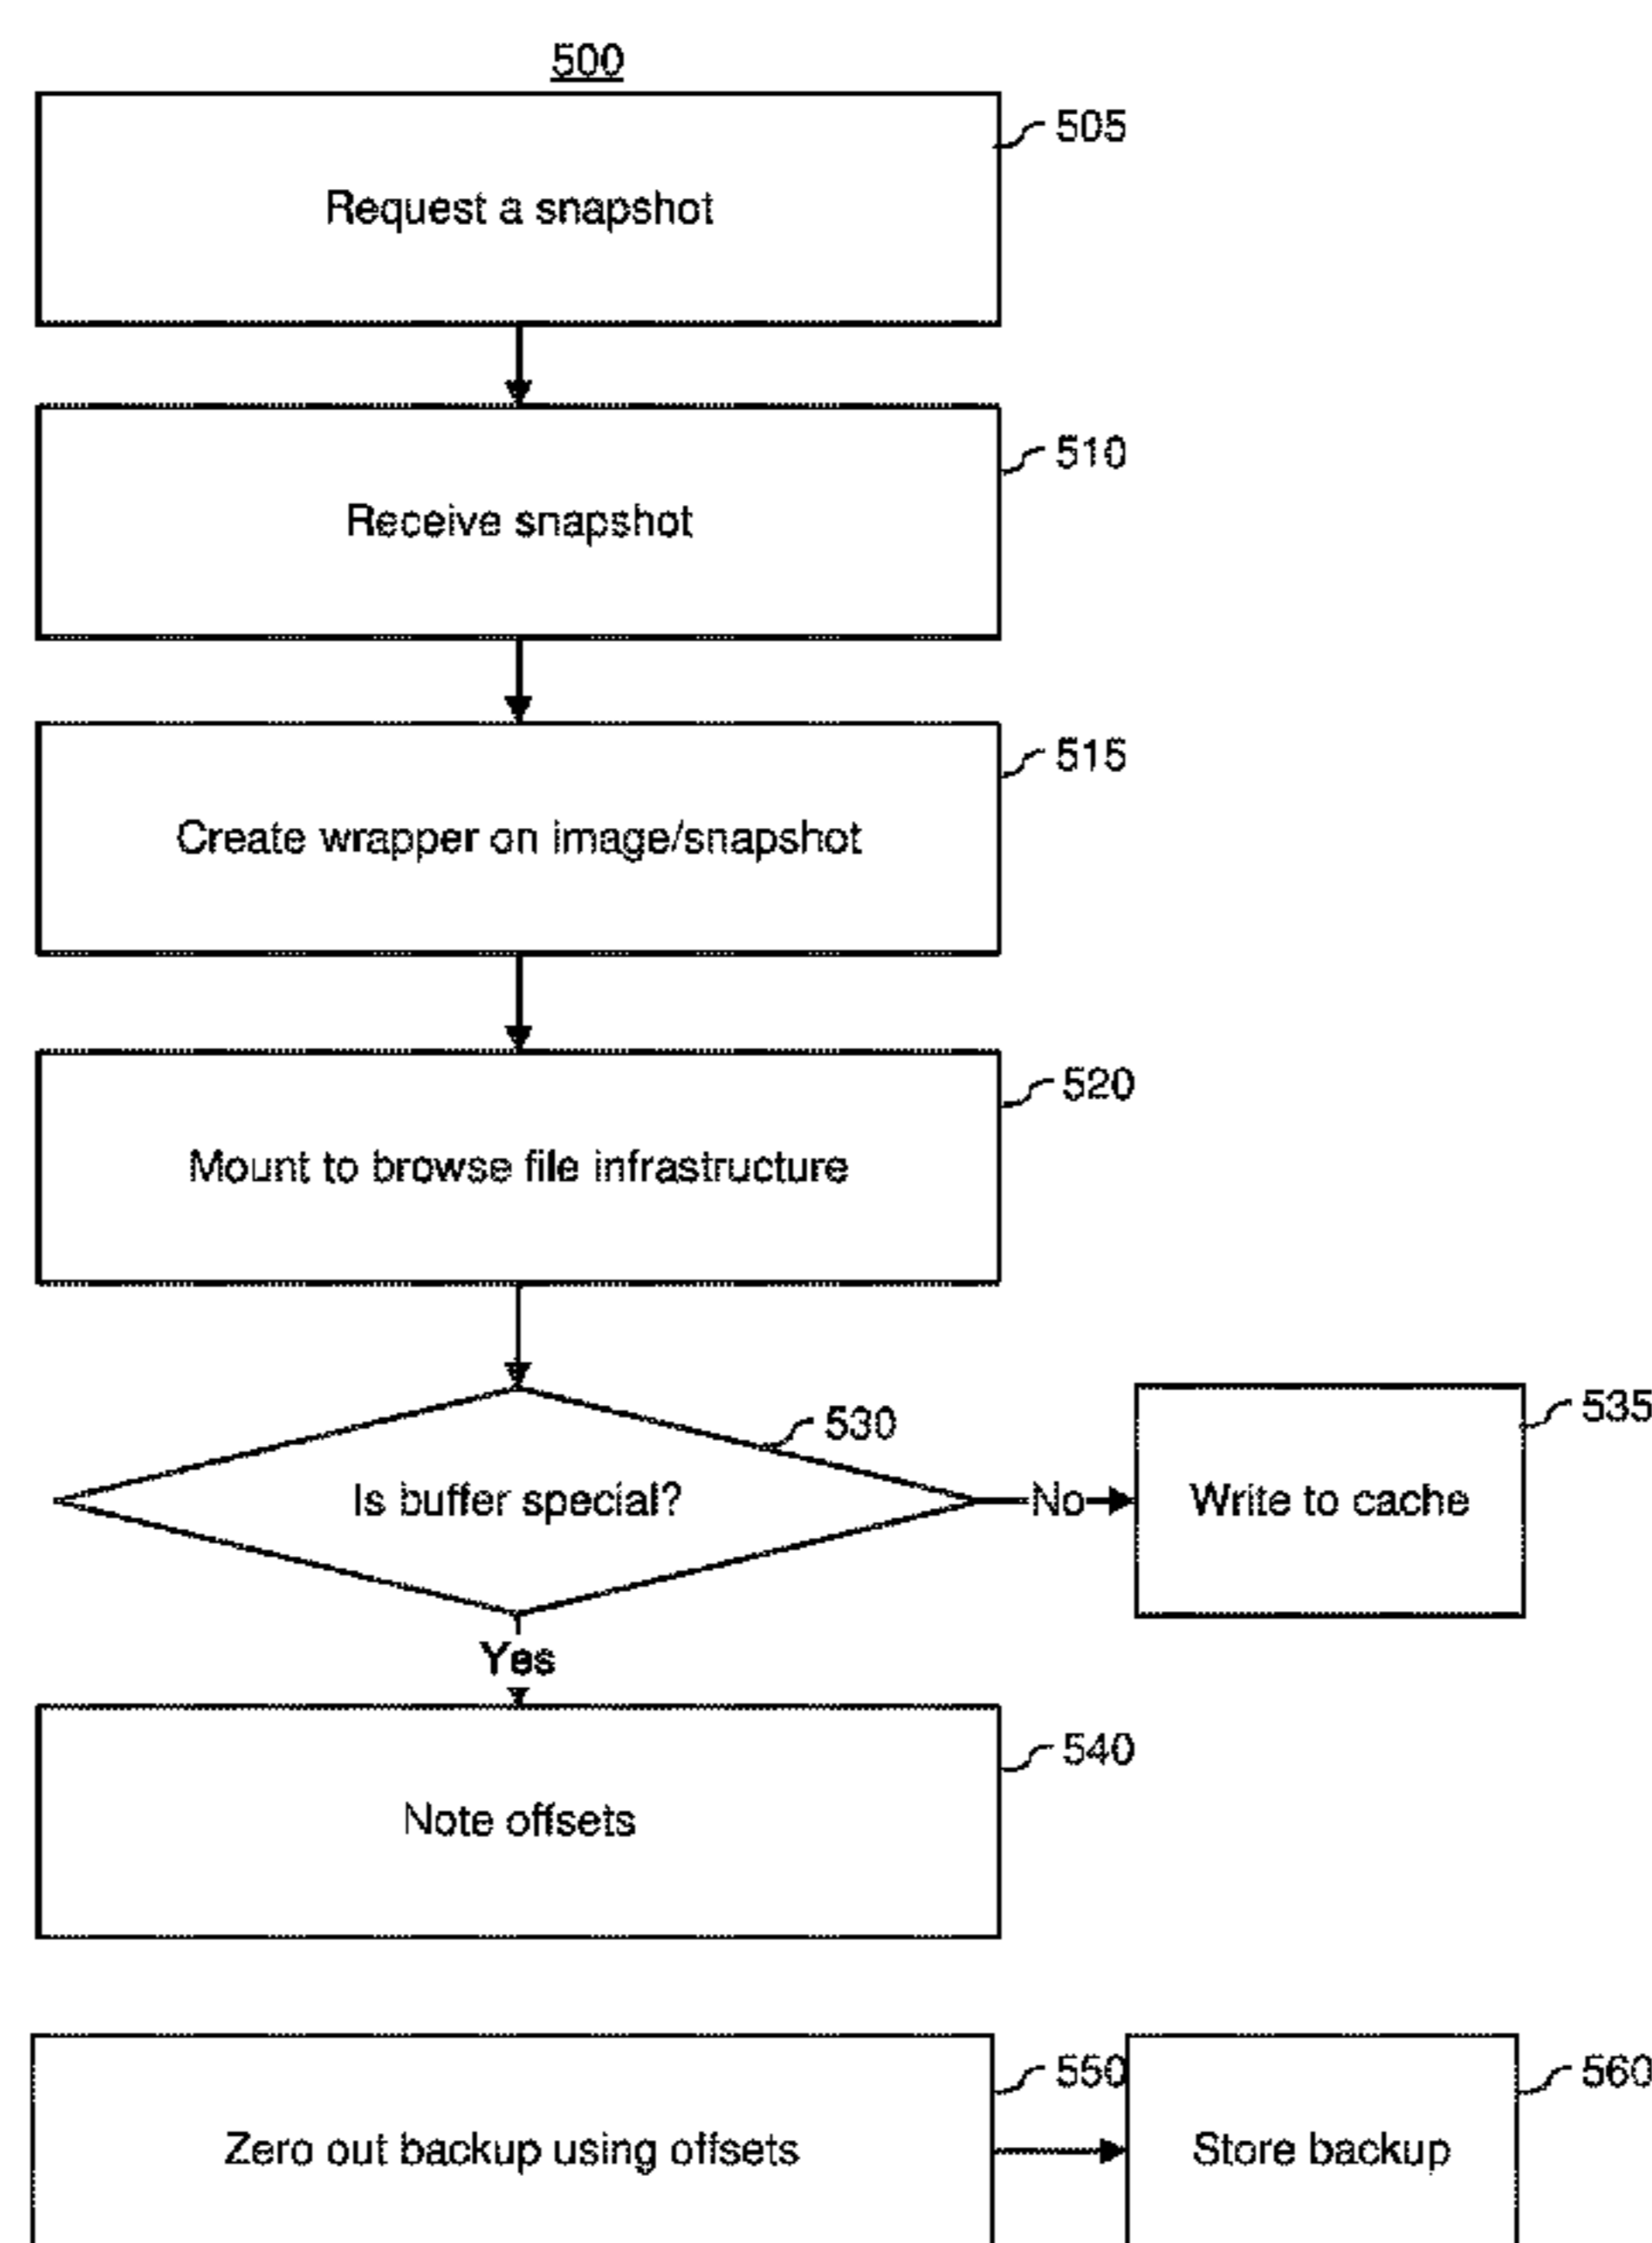 500
505
Request a snapshot
510
Receive snapshot
515
Create wrapper on image/snapshot
520
Mount to browse file infrastructure
530
Is buffer special?
No
535
Write to cache
Yes
540
Note offsets
550
Zero out backup using offsets
560
Store backup